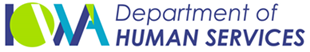 IOWA Department of
HUMAN SERVICES